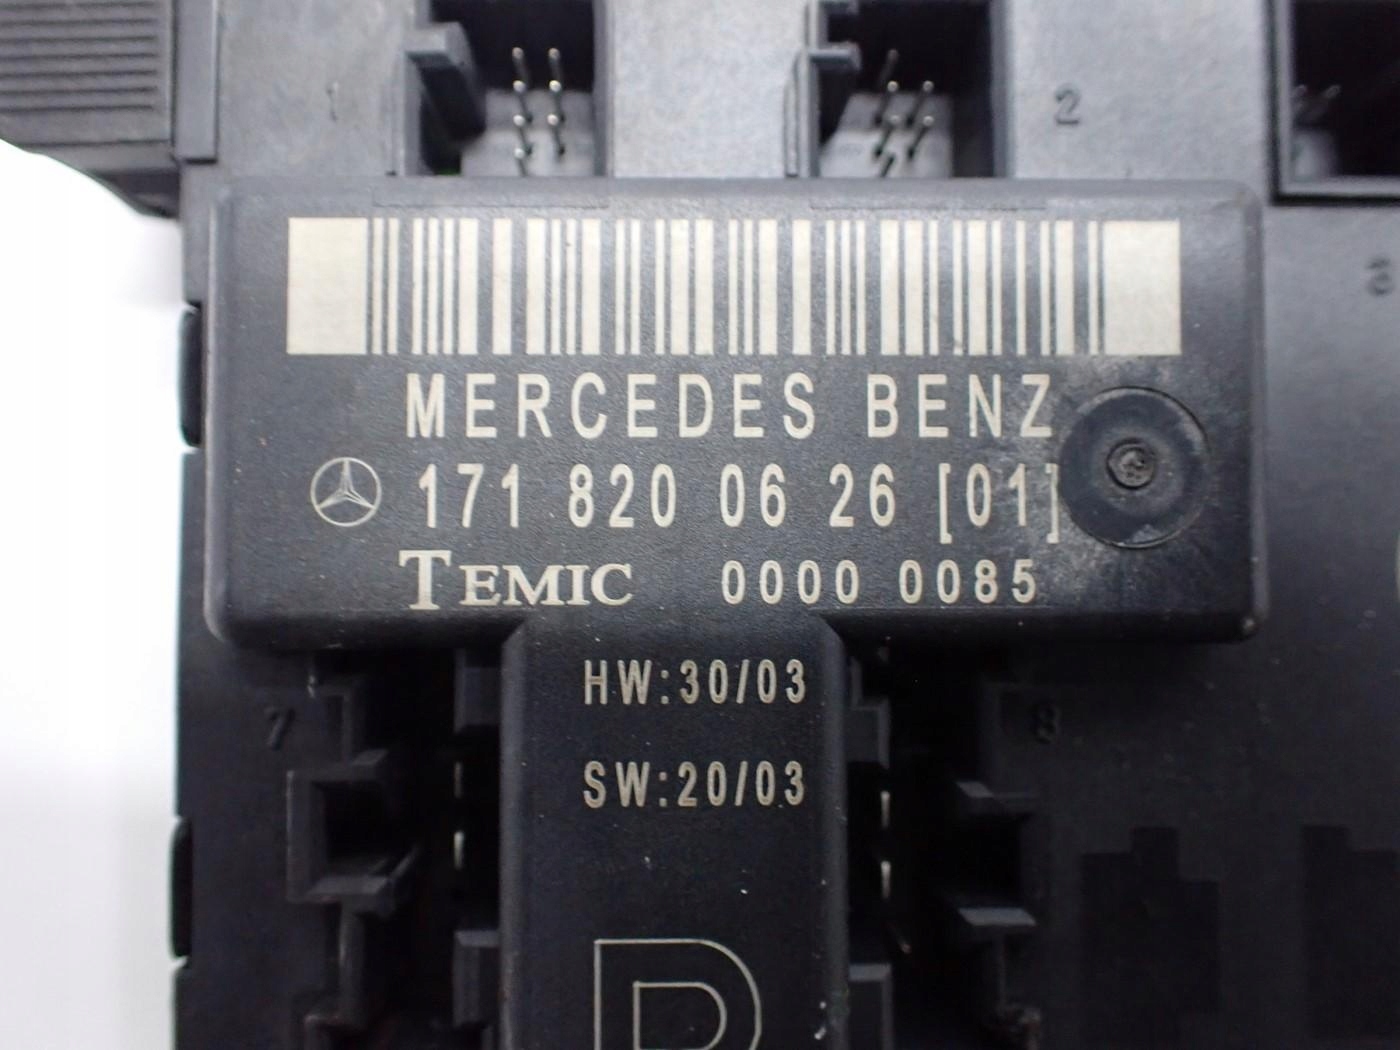 1
2
3
MERCEDES BENZ
171 820 06 26 [01]
TEMIC 0000 0085
HW:30/03
7
8
SW:20/03